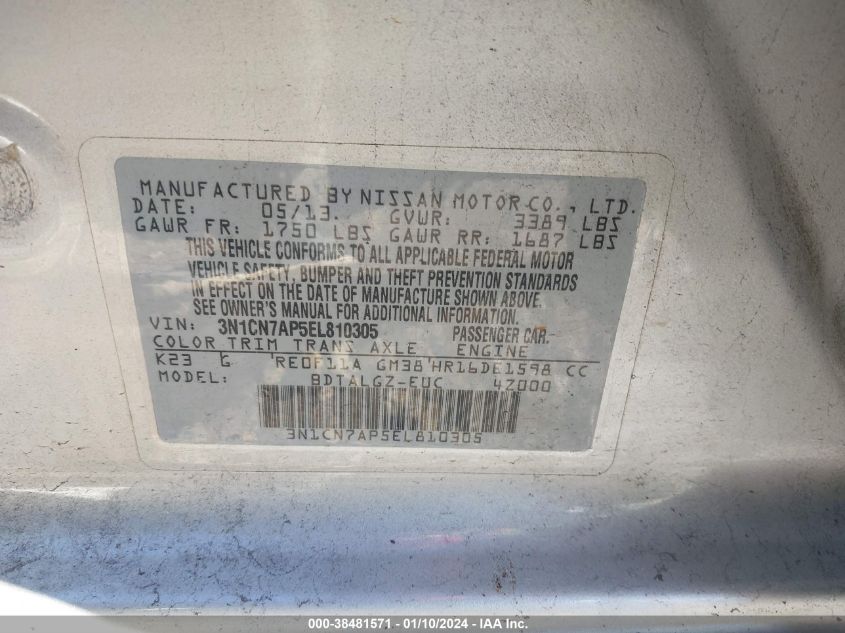 MANUFACTURED BY NISSAN MOTOR CO., LTD.
DATE: 05/13. GVWR: 3389 LBS
GAWR FR: 1750 LBS GAWR RR: 1687 LBS
THIS VEHICLE CONFORMS TO ALL APPLICABLE FEDERAL MOTOR
VEHICLE SAFETY, BUMPER AND THEFT PREVENTION STANDARDS
IN EFFECT ON THE DATE OF MANUFACTURE SHOWN ABOVE.
SEE OWNER'S MANUAL FOR ADDITIONAL INFORMATION.
VIN: 3N1CN7AP5EL810305 PASSENGER CAR.
COLOR TRIM TRANS AXLE ENGINE
K23 G RE0F11A GM38 HR16DE1598 CC
MODEL: BDTALGZ-EUC 4Z000
3N1CN7AP5EL810305
000-38481571 - 01/10/2024 - IAA Inc.